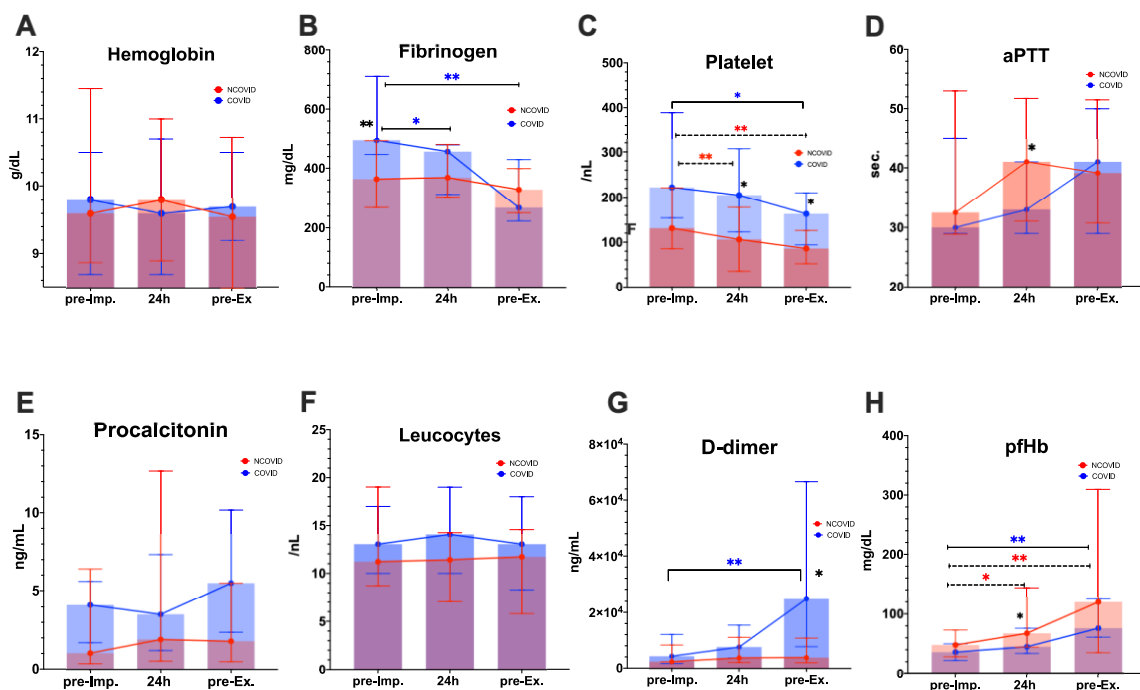 A
Hemoglobin
12
11
10
9
g/dL
NCOVID
COVID
pre-Imp.
24h
pre-Ex.
B
Fibrinogen
800
600
400
200
0
mg/dL
NCOVID
COVID
**
*
**
pre-Imp.
24h
pre-Ex.
C
Platelet
500
400
300
200
100
0
/nL
NCOVID
COVID
*
**
**
*
*
pre-Imp.
24h
pre-Ex.
D
aPTT
60
50
40
30
20
sec.
NCOVID
COVID
*
pre-Imp.
24h
pre-Ex.
E
Procalcitonin
15
10
5
0
ng/mL
NCOVID
COVID
pre-Imp.
24h
pre-Ex.
F
Leucocytes
25
20
15
10
5
0
/nL
NCOVID
COVID
pre-Imp.
24h
pre-Ex.
G
D-dimer
8×10⁴
6×10⁴
4×10⁴
2×10⁴
0
ng/mL
NCOVID
COVID
**
*
pre-Imp.
24h
pre-Ex.
H
pfHb
400
300
200
100
0
mg/dL
NCOVID
COVID
**
**
*
*
pre-Imp.
24h
pre-Ex.